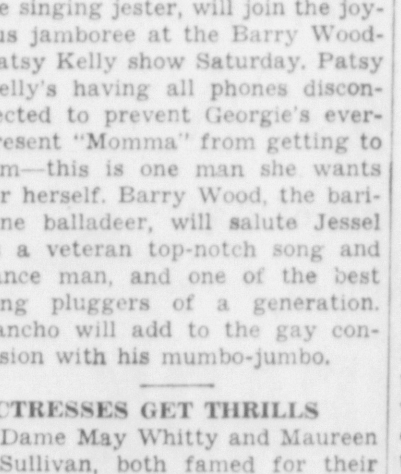 e singing jester, will join the joy-
us jamboree at the Barry Wood-
atsy Kelly show Saturday. Patsy
elly's having all phones discon-
ected to prevent Georgie's ever-
resent "Momma" from getting to
m—this is one man she wants
r herself. Barry Wood, the bari-
ne balladeer, will salute Jessel
s a veteran top-notch song and
ance man, and one of the best
ng pluggers of a generation.
ancho will add to the gay con-
sion with his mumbo-jumbo.
CTRESSES GET THRILLS
Dame May Whitty and Maureen
Sullivan, both famed for their